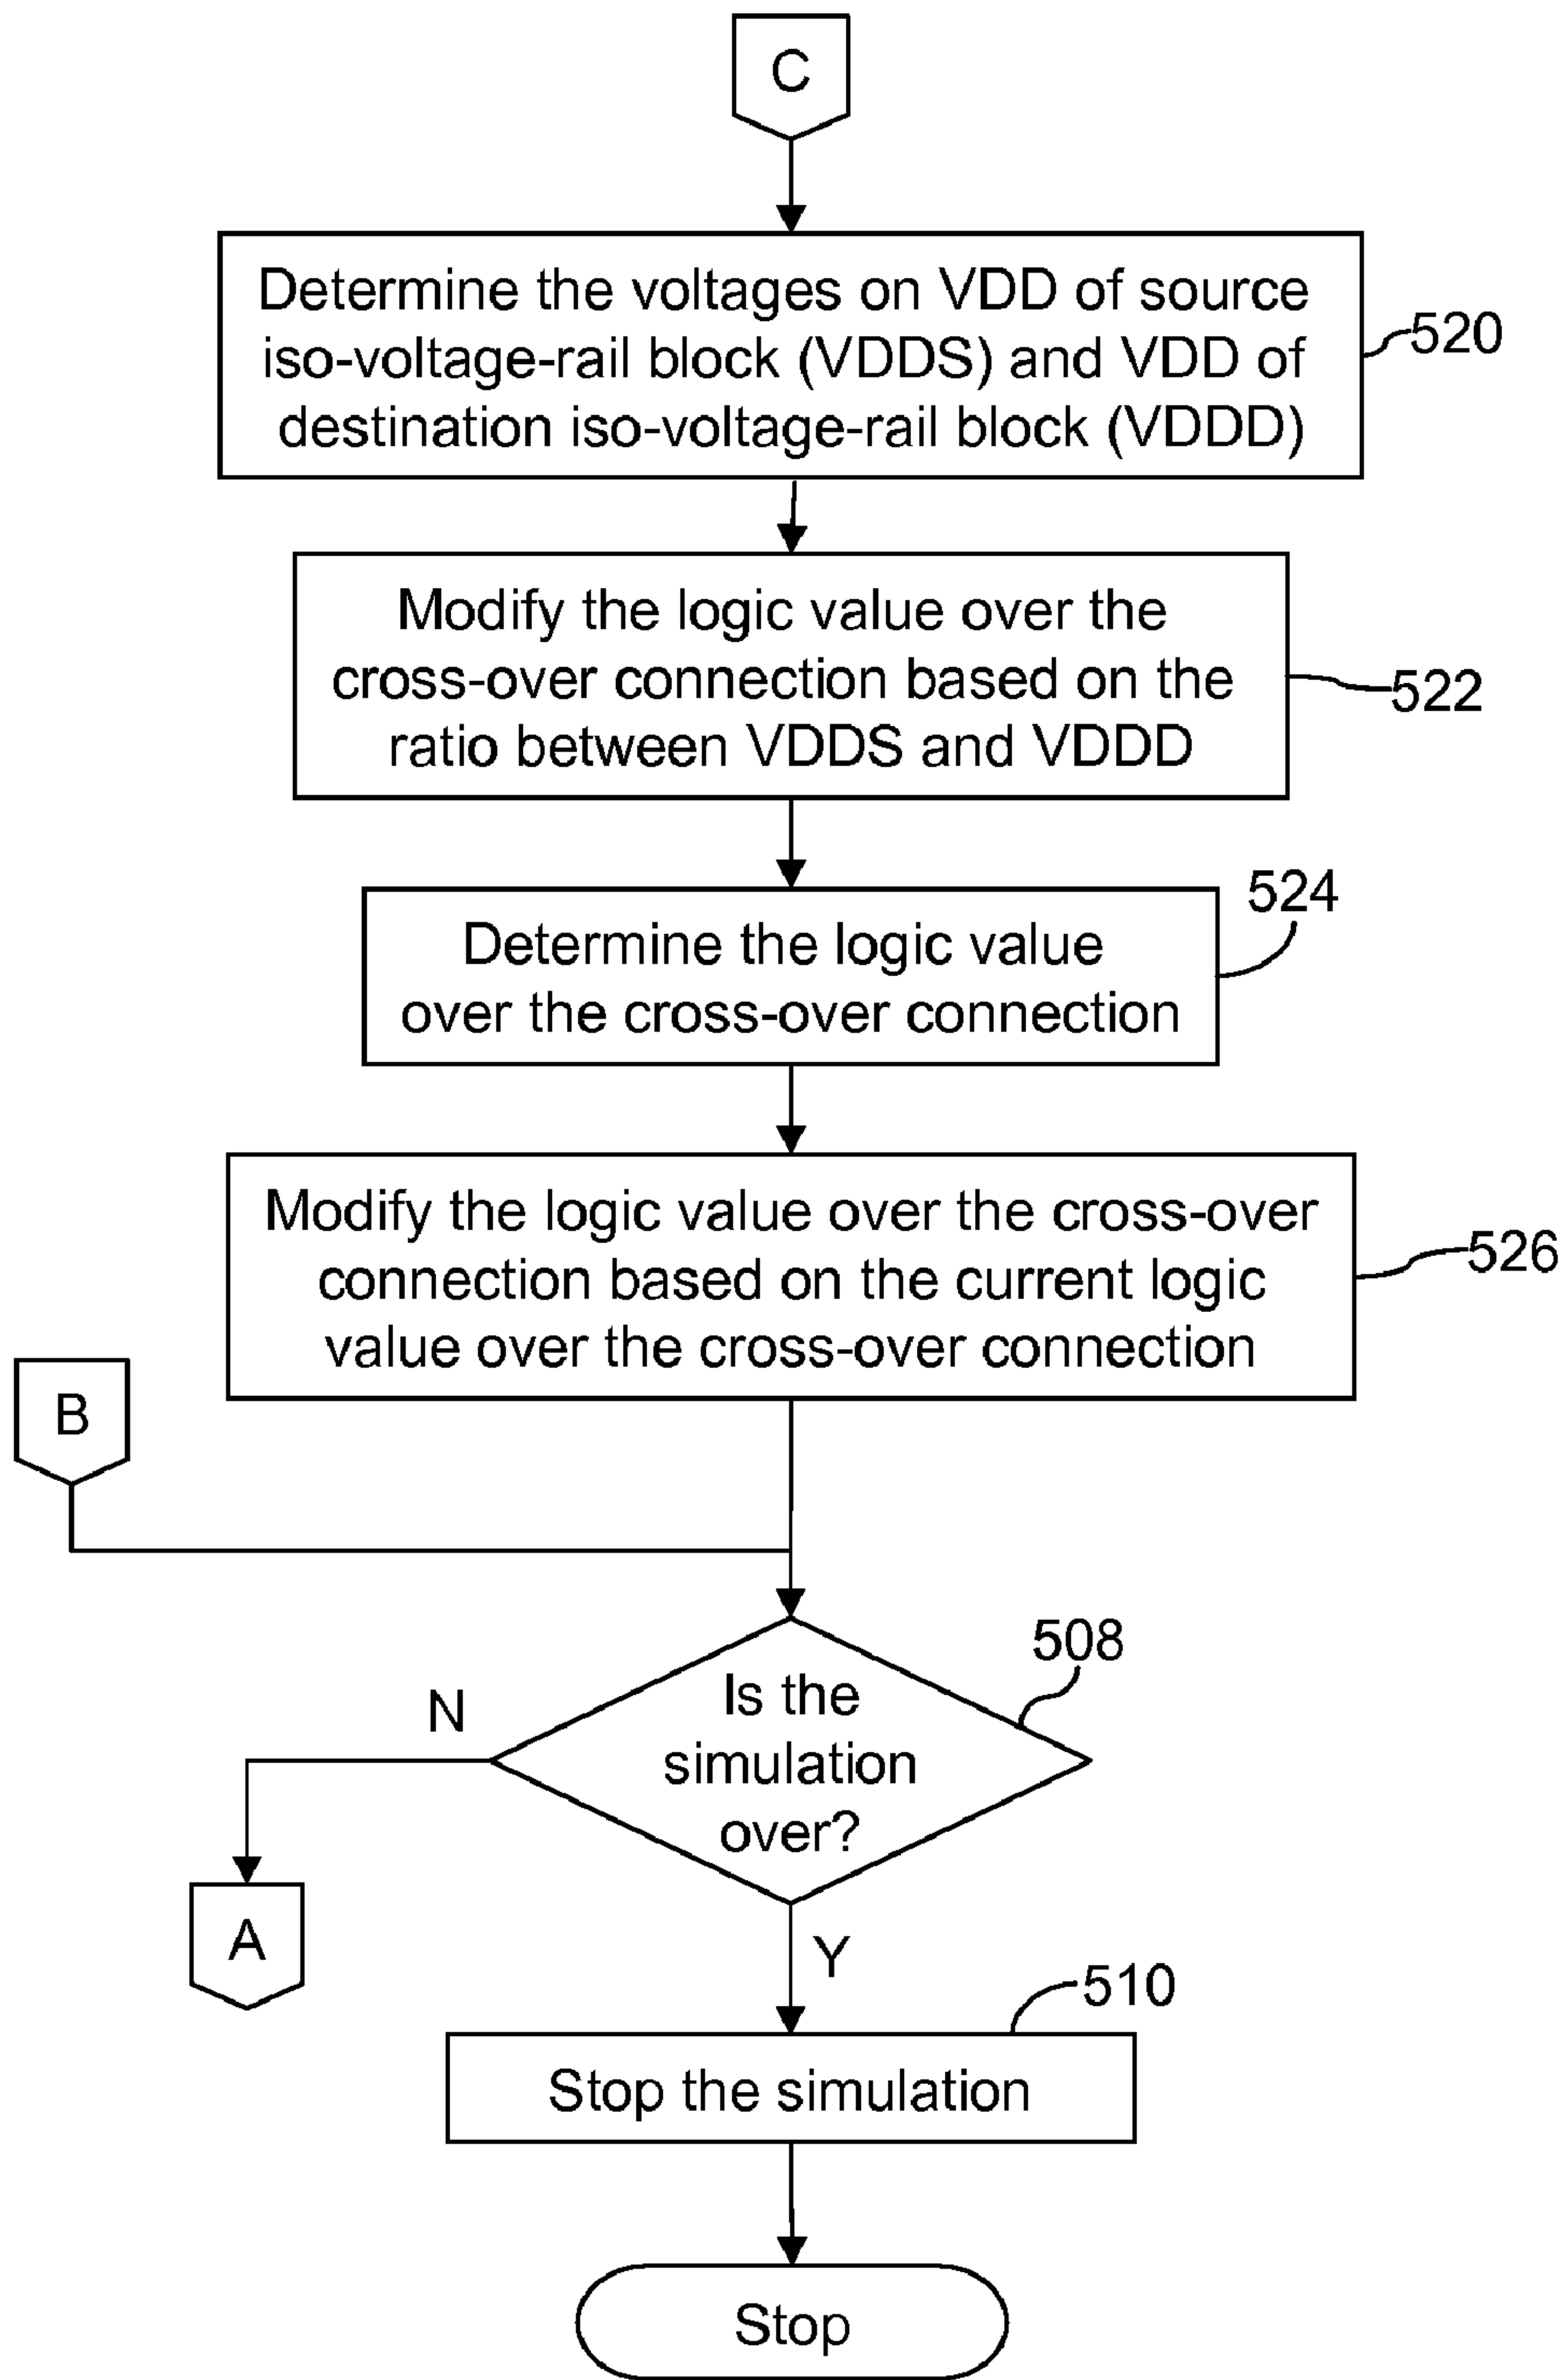 C
Determine the voltages on VDD of source
iso-voltage-rail block (VDDS) and VDD of
destination iso-voltage-rail block (VDDD)
520
Modify the logic value over the
cross-over connection based on the
ratio between VDDS and VDDD
522
524
Determine the logic value
over the cross-over connection
Modify the logic value over the cross-over
connection based on the current logic
value over the cross-over connection
526
B
508
Is the
simulation
over?
N
A
Y
510
Stop the simulation
Stop